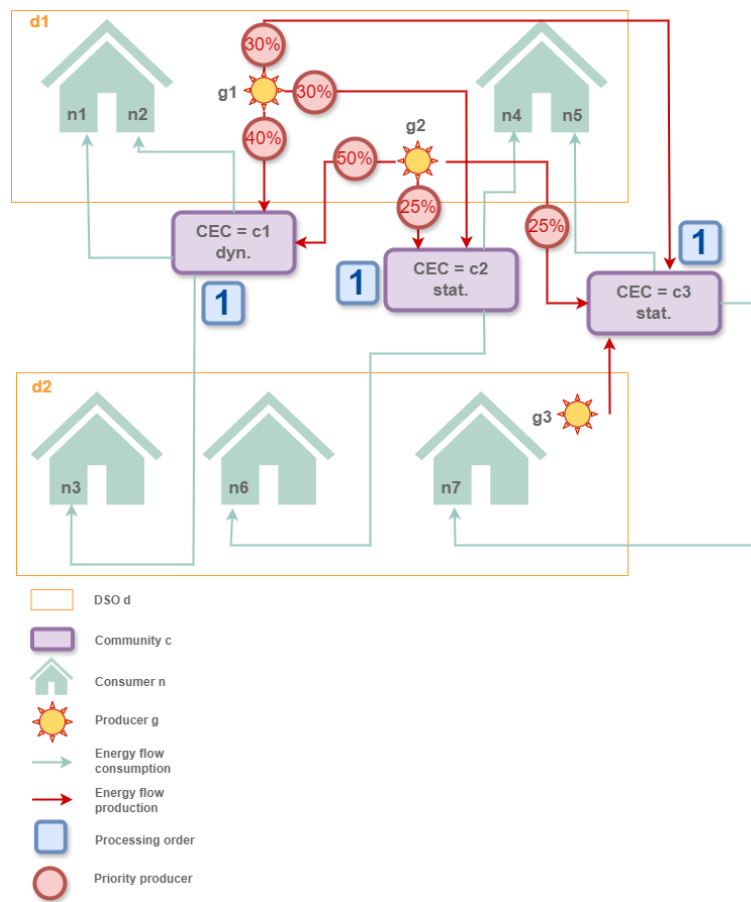 d1
30%
g1
30%
n1
n2
n4
n5
40%
g2
50%
25%
25%
CEC = c1
dyn.
1
CEC = c2
stat.
1
CEC = c3
stat.
1
d2
g3
n3
n6
n7
DSO d
Community c
Consumer n
Producer g
Energy flow
consumption
Energy flow
production
Processing order
Priority producer